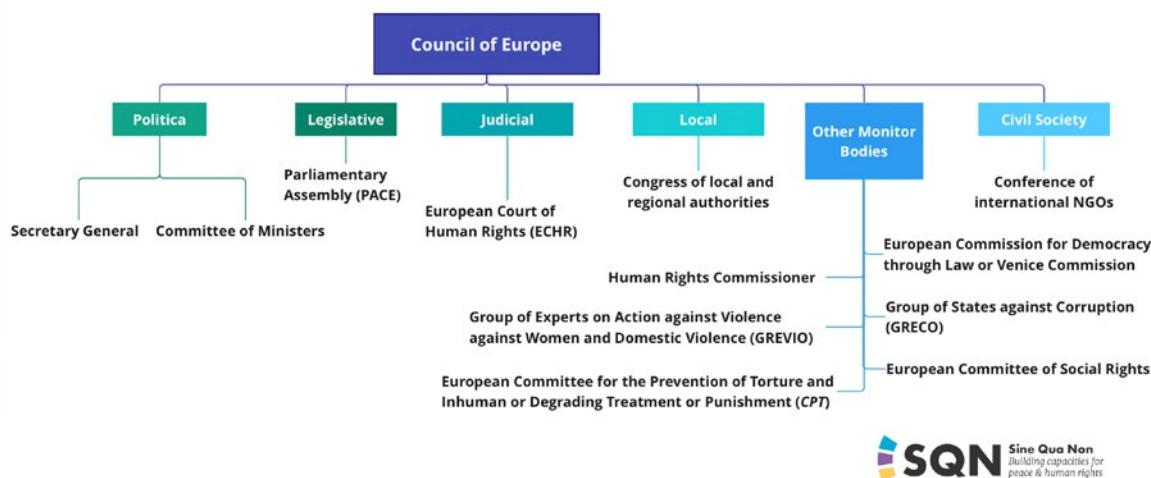 Council of Europe
Politica
Legislative
Judicial
Local
Other Monitor
Bodies
Civil Society
Parliamentary
Assembly (PACE)
Secretary General
Committee of Ministers
European Court of
Human Rights (ECHR)
Congress of local and
regional authorities
Conference of
international NGOs
Human Rights Commissioner
European Commission for Democracy
through Law or Venice Commission
Group of Experts on Action against Violence
against Women and Domestic Violence (GREVIO)
Group of States against Corruption
(GRECO)
European Committee for the Prevention of Torture and
Inhuman or Degrading Treatment or Punishment (CPT)
European Committee of Social Rights
SQN
Sine Qua Non
Building capacities for
peace & human rights